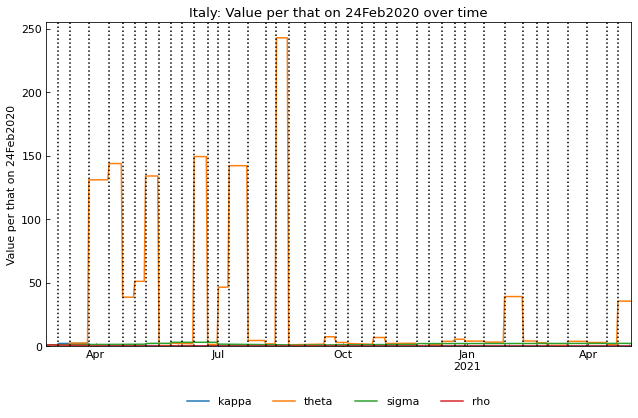 Italy: Value per that on 24Feb2020 over time
Value per that on 24Feb2020
250
200
150
100
50
0
Apr Jul Oct Jan Apr
2021
kappa theta sigma rho